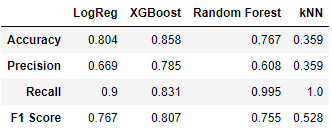 LogReg XGBoost Random Forest kNN
Accuracy 0.804 0.858 0.767 0.359
Precision 0.669 0.785 0.608 0.359
Recall 0.9 0.831 0.995 1.0
F1 Score 0.767 0.807 0.755 0.528